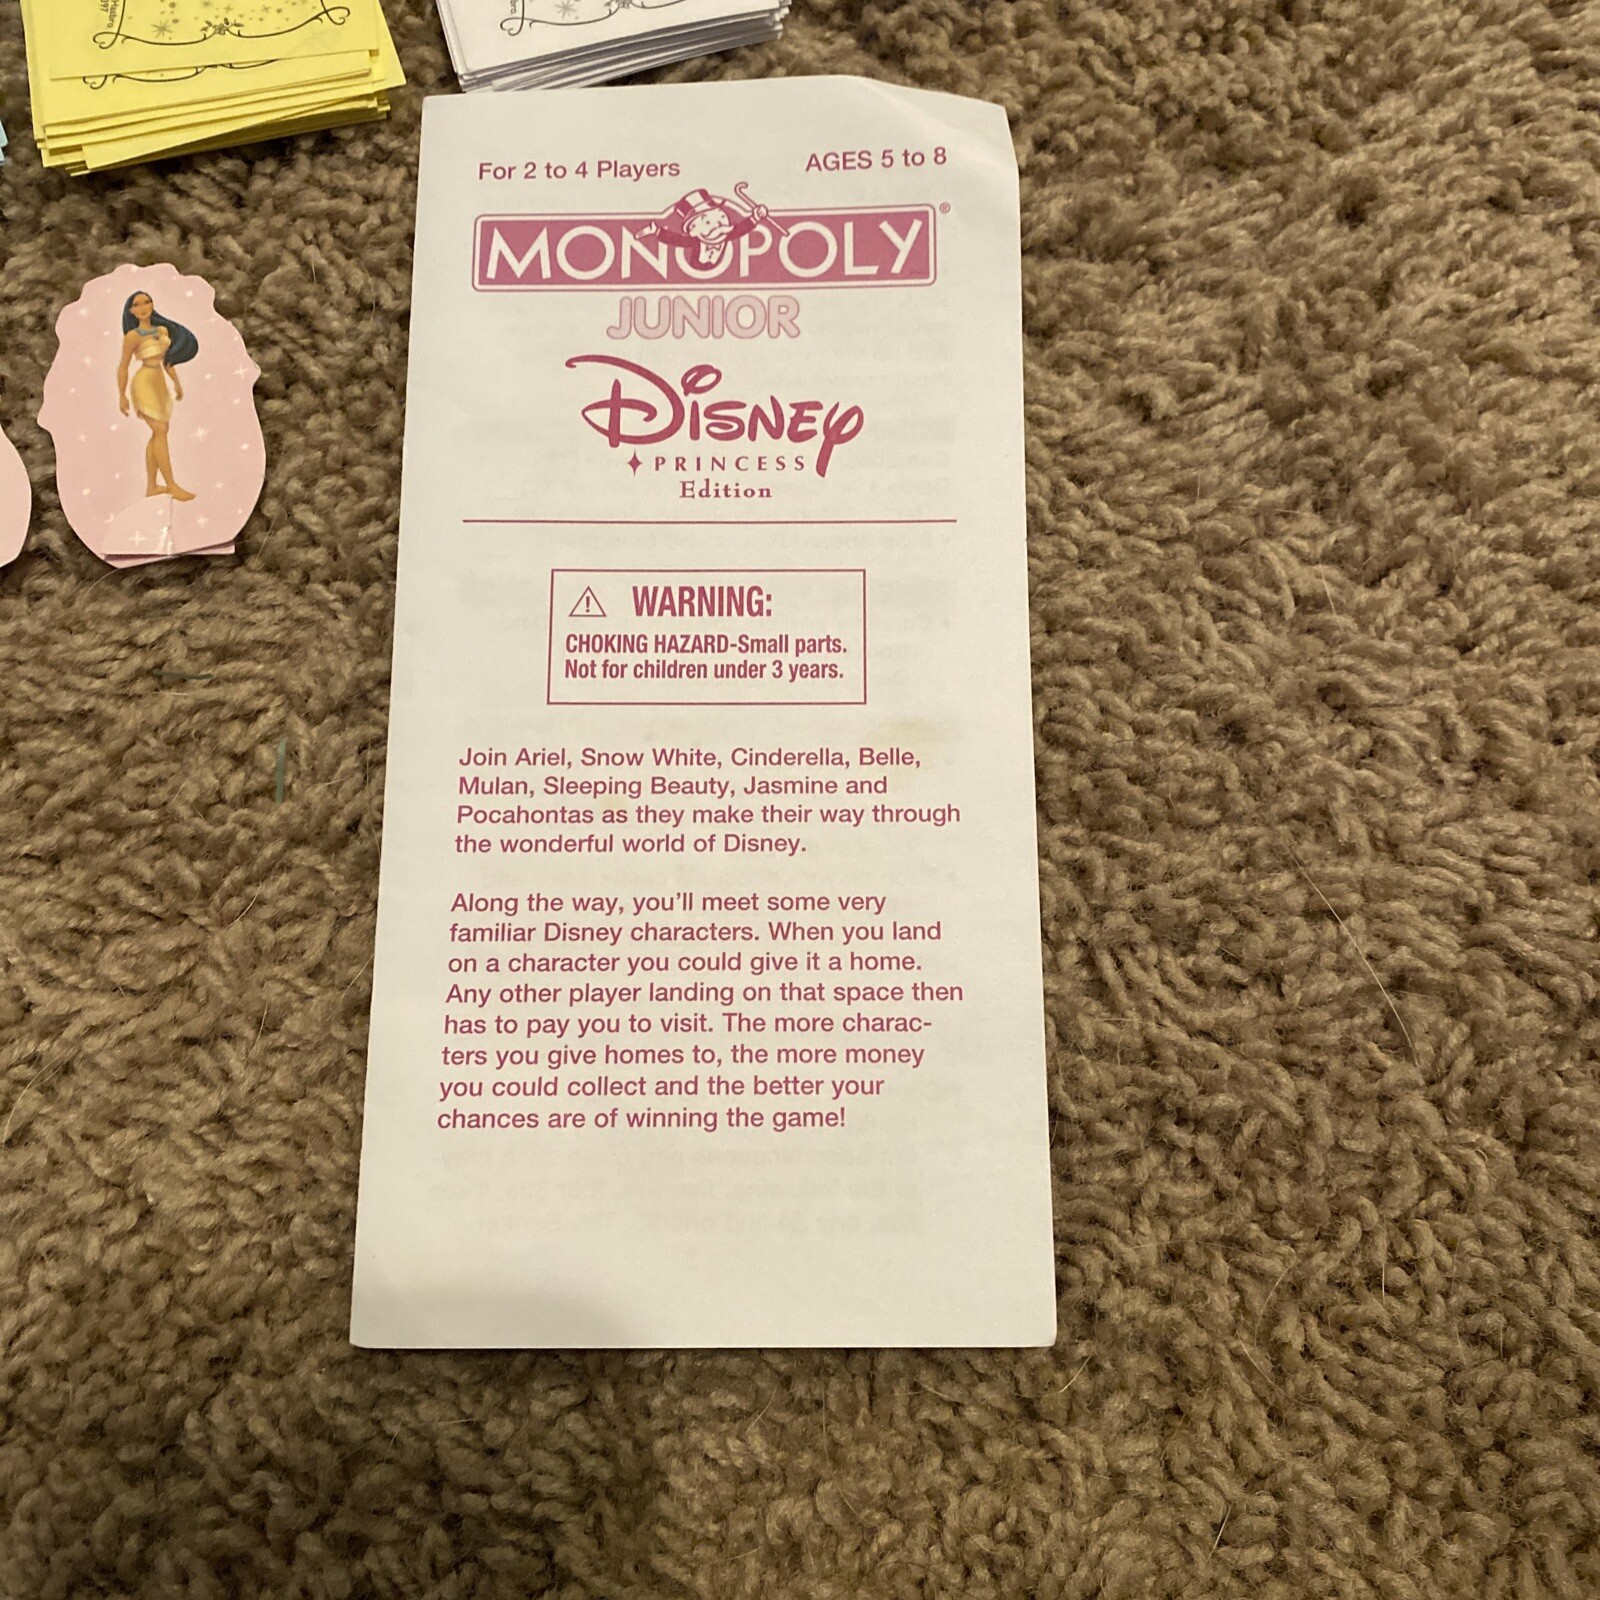 For 2 to 4 Players
AGES 5 to 8
MONOPOLY®
JUNIOR
DISNEY
PRINCESS
Edition
WARNING:
CHOKING HAZARD-Small parts.
Not for children under 3 years.
Join Ariel, Snow White, Cinderella, Belle,
Mulan, Sleeping Beauty, Jasmine and
Pocahontas as they make their way through
the wonderful world of Disney.
Along the way, you'll meet some very
familiar Disney characters. When you land
on a character you could give it a home.
Any other player landing on that space then
has to pay you to visit. The more charac-
ters you give homes to, the more money
you could collect and the better your
chances are of winning the game!